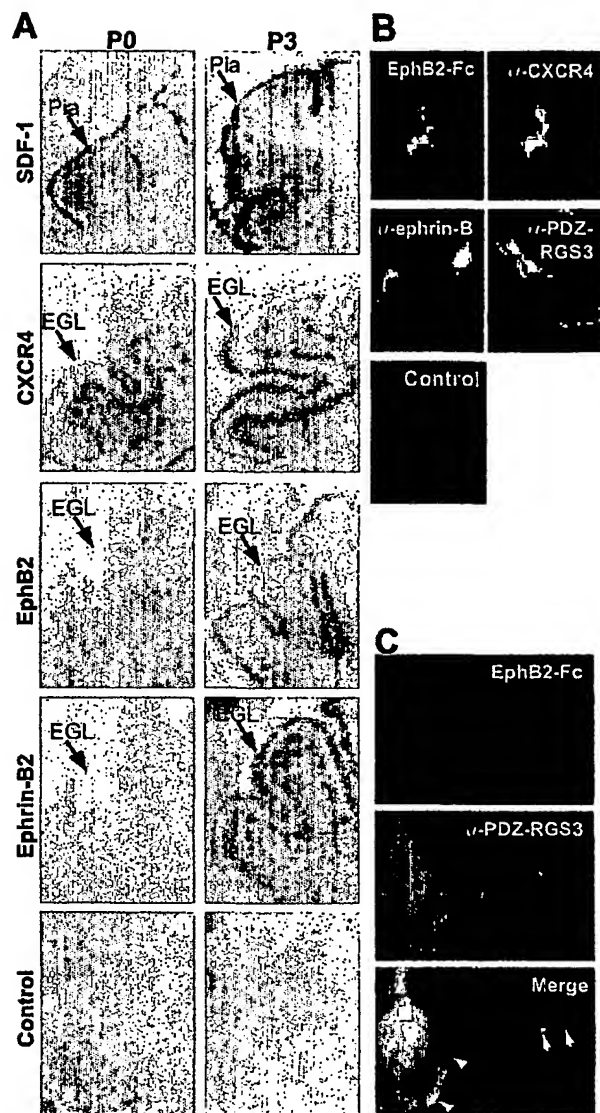 A
P0 P3
SDF-1
Pia
Pia
CXCR4
EGL
EGL
EphB2
EGL
EGL
Ephrin-B2
EGL
EGL
Control
B
EphB2-Fc
α-CXCR4
α-ephrin-B
α-PDZ-
RGS3
Control
C
EphB2-Fc
α-PDZ-RGS3
Merge